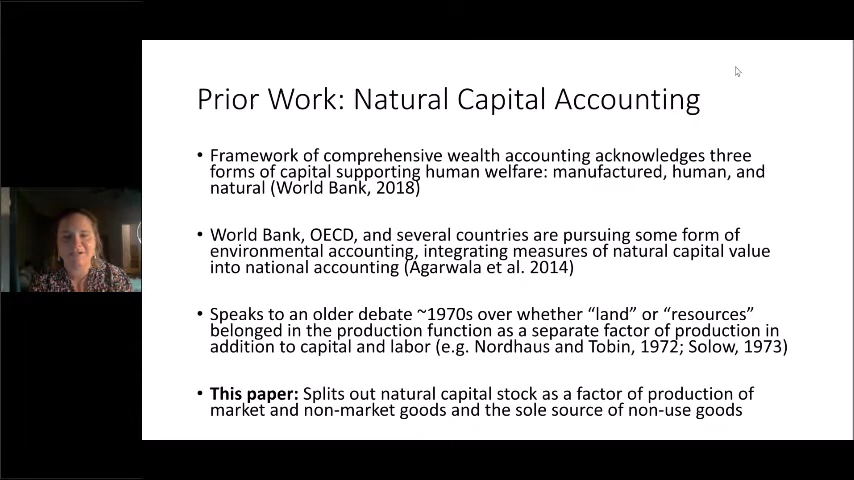 Prior Work: Natural Capital Accounting
• Framework of comprehensive wealth accounting acknowledges three
forms of capital supporting human welfare: manufactured, human, and
natural (World Bank, 2018)
• World Bank, OECD, and several countries are pursuing some form of
environmental accounting, integrating measures of natural capital value
into national accounting (Agarwala et al. 2014)
• Speaks to an older debate ~1970s over whether “land” or “resources”
belonged in the production function as a separate factor of production in
addition to capital and labor (e.g. Nordhaus and Tobin, 1972; Solow, 1973)
• This paper: Splits out natural capital stock as a factor of production of
market and non-market goods and the sole source of non-use goods